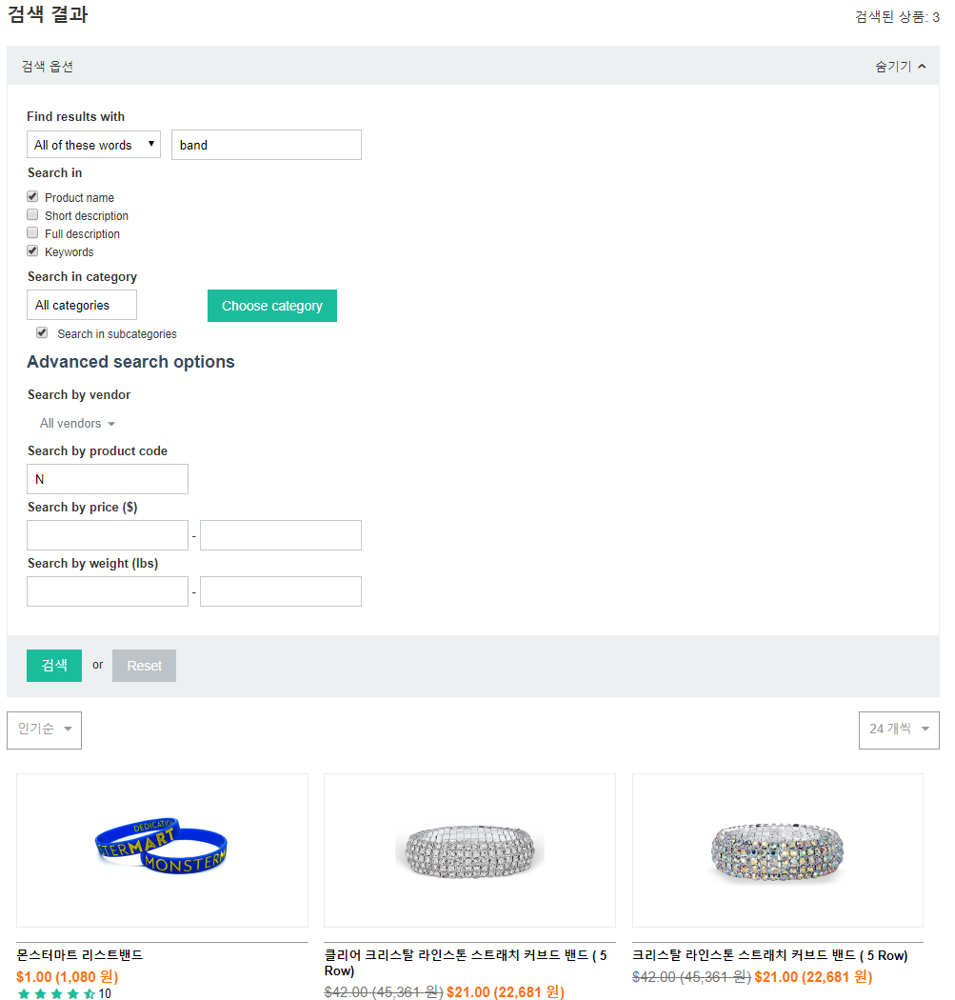 검색 결과
검색된 상품: 3
검색 옵션
숨기기
Find results with
All of these words
band
Search in
Product name
Short description
Full description
Keywords
Search in category
All categories
Choose category
Search in subcategories
Advanced search options
Search by vendor
All vendors
Search by product code
N
Search by price ($)
-
Search by weight (lbs)
-
검색 or Reset
인기순
24 개씩
DEDICATIO
STERMART
MONSTERM
몬스터마트 리스트밴드
$1.00 (1,080 원)
10
클리어 크리스탈 라인스톤 스트래치 커브드 밴드 ( 5
Row)
$42.00 (45,361 원) $21.00 (22,681 원)
크리스탈 라인스톤 스트래치 커브드 밴드 ( 5 Row)
$42.00 (45,361 원) $21.00 (22,681 원)